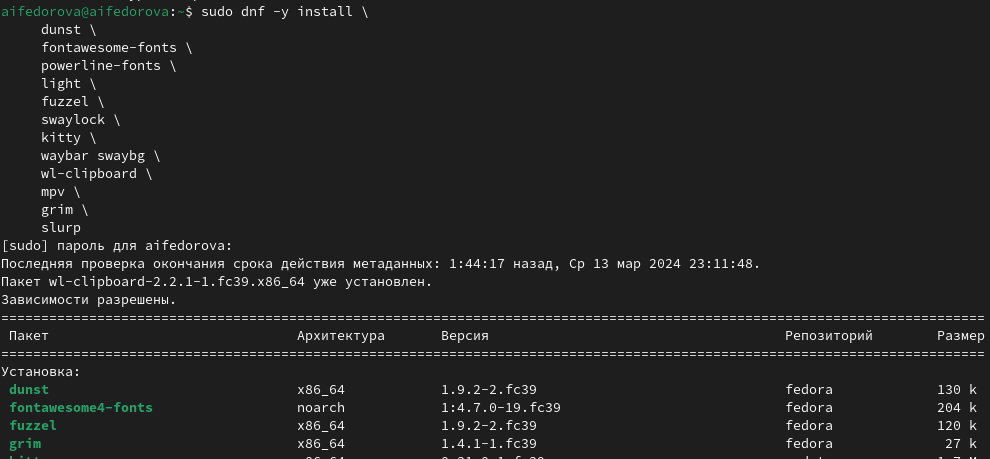 aifedorova@aifedorova:~$ sudo dnf -y install \
dunst \
fontawesome-fonts \
powerline-fonts \
light \
fuzzel \
swaylock \
kitty \
waybar swaybg \
wl-clipboard \
mpv \
grim \
slurp
[sudo] пароль для aifedorova:
Последняя проверка окончания срока действия метаданных: 1:44:17 назад, Ср 13 мар 2024 23:11:48.
Пакет wl-clipboard-2.2.1-1.fc39.x86_64 уже установлен.
Зависимости разрешены.
Пакет Архитектура Версия Репозиторий Размер
Установка:
dunst x86_64 1.9.2-2.fc39 fedora 130 k
fontawesome4-fonts noarch 1:4.7.0-19.fc39 fedora 204 k
fuzzel x86_64 1.9.2-2.fc39 fedora 120 k
grim x86_64 1.4.1-1.fc39 fedora 27 k